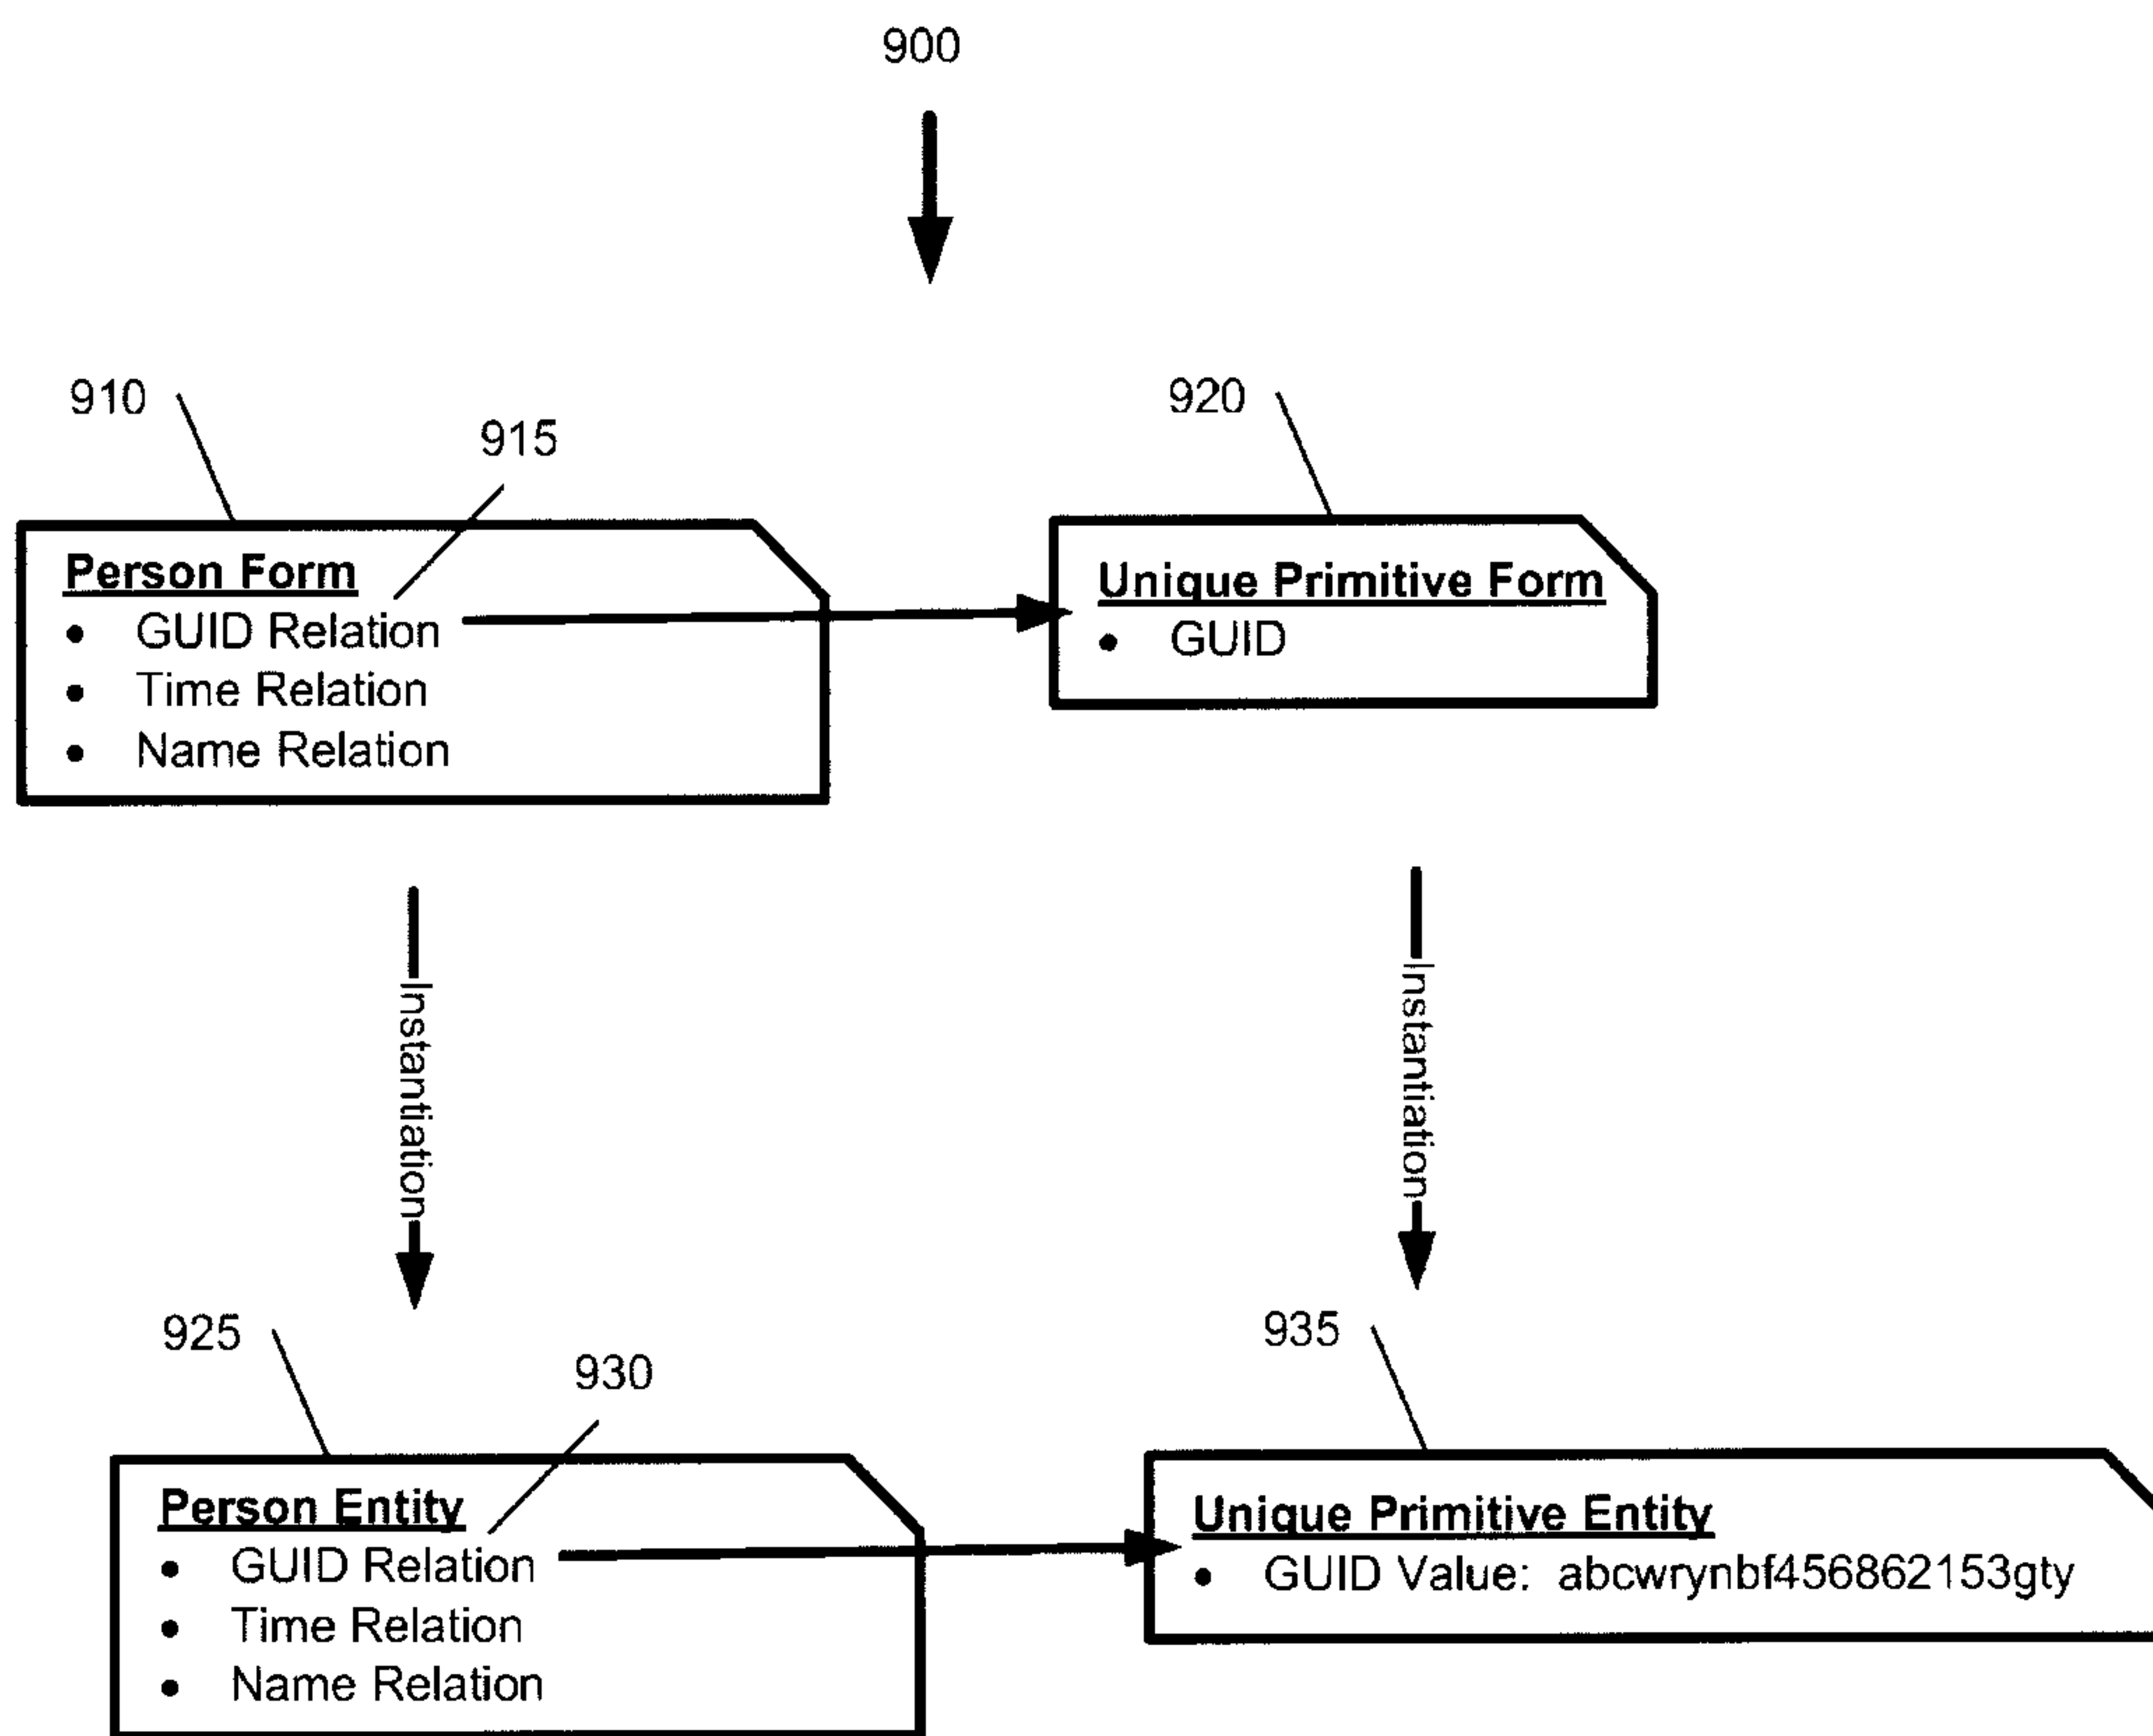 900
910
915
920
Person Form
• GUID Relation
• Time Relation
• Name Relation
Unique Primitive Form
• GUID
Instantiation
Instantiation
925
930
935
Person Entity
• GUID Relation
• Time Relation
• Name Relation
Unique Primitive Entity
• GUID Value: abcwrynbf456862153gty